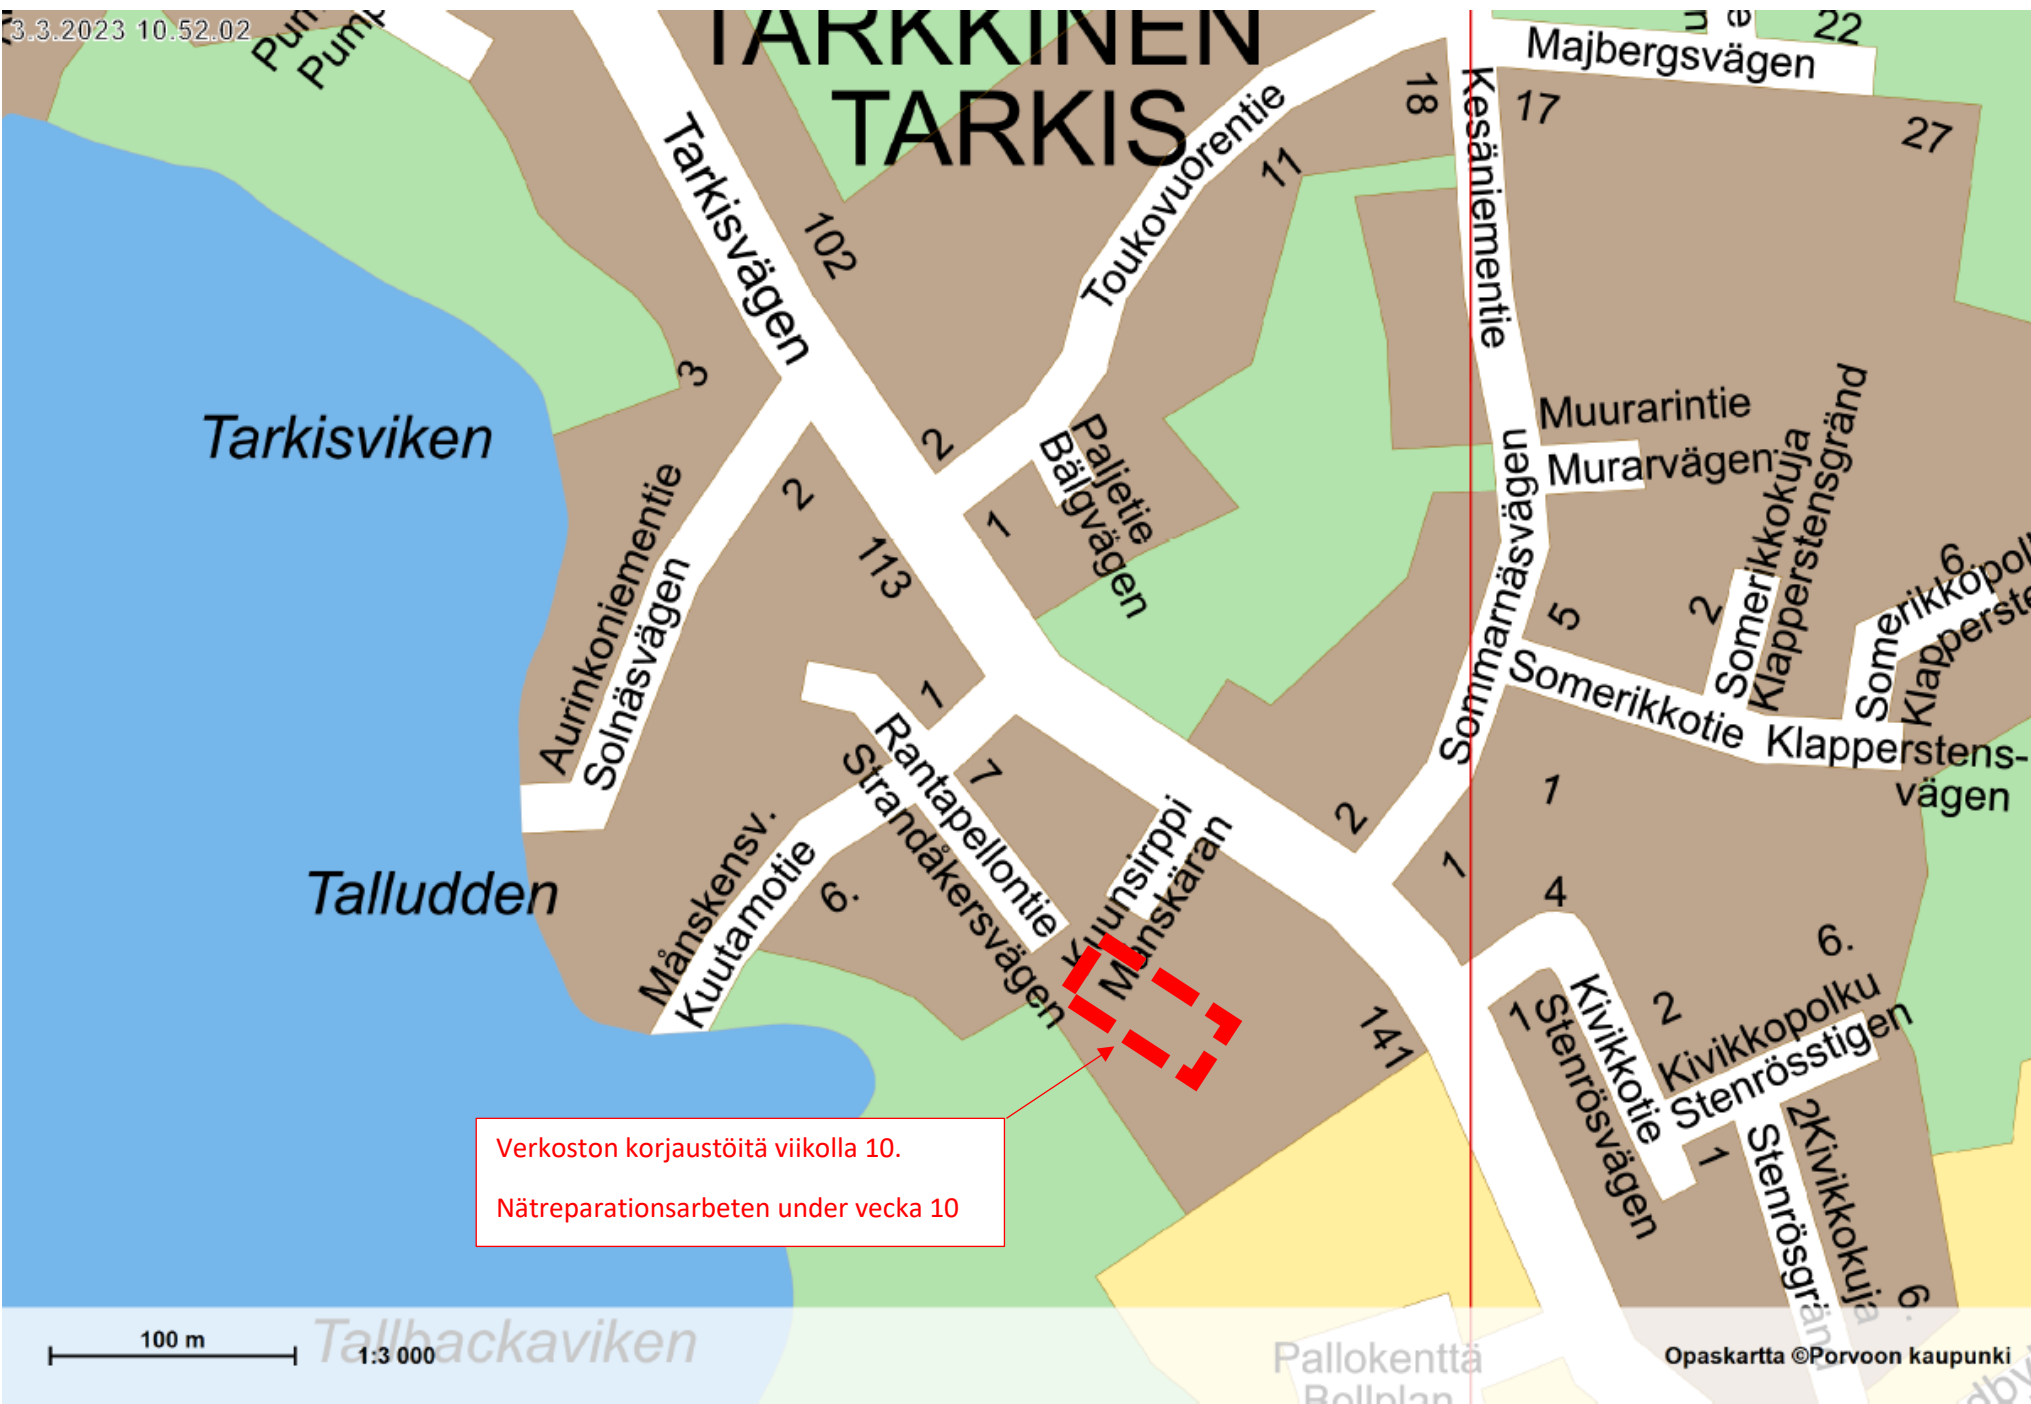 3.3.2023 10.52.02
TARKKINEN
TARKIS
Majbergsvägen
22
18
17
27
Kesäniementie
Toukovuorentie
11
Tarkisvägen
102
3
2
Tarkisviken
Paljetie
Bälgvägen
1
2
113
Muurarintie
Murarvägen
Sommarnäsvägen
Somerikkokuja
Klapperstensgränd
6.
5
2
Somerikkotie
Klapperstens-
vägen
Aurinkoniementie
Solnäsvägen
1
7
Rantapellontie
Strandåkersvägen
Kuunsirppi
Månskäran
2
1
1
4
Talludden
Månskensv.
Kuutamotie
6.
6.
141
1
2
Kivikkotie
Stenrösvägen
Kivikkopolku
Stenrösstigen
1
2
Kivikkokuja
Stenrösgränd
6.
Verkoston korjaustöitä viikolla 10.
Nätreparationsarbeten under vecka 10
Tallbackaviken
100 m
1:3 000
Pallokenttä
Bollplan
Opaskartta ©Porvoon kaupunki